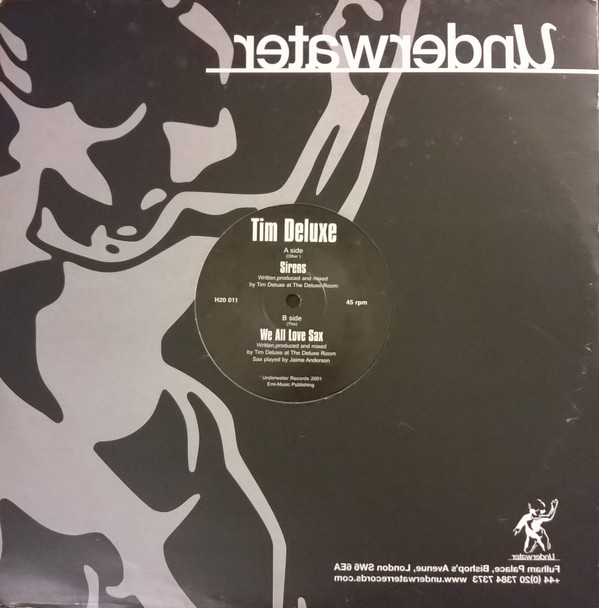 Underwater
Tim Deluxe
A side
(Other)
Sirens
Written,produced and mixed
by Tim Deluxe at The Deluxe Room
H20 011
45 rpm
B side
(This)
We All Love Sax
Written,produced and mixed
by Tim Deluxe at The Deluxe Room
Sax played by Jaime Anderson
Underwater Records 2001
Emi-Music Publishing
Underwater
Fulham Palace, Bishop's Avenue, London SW6 6EA
+44 (0)20 7384 7373 www.underwaterrecords.com